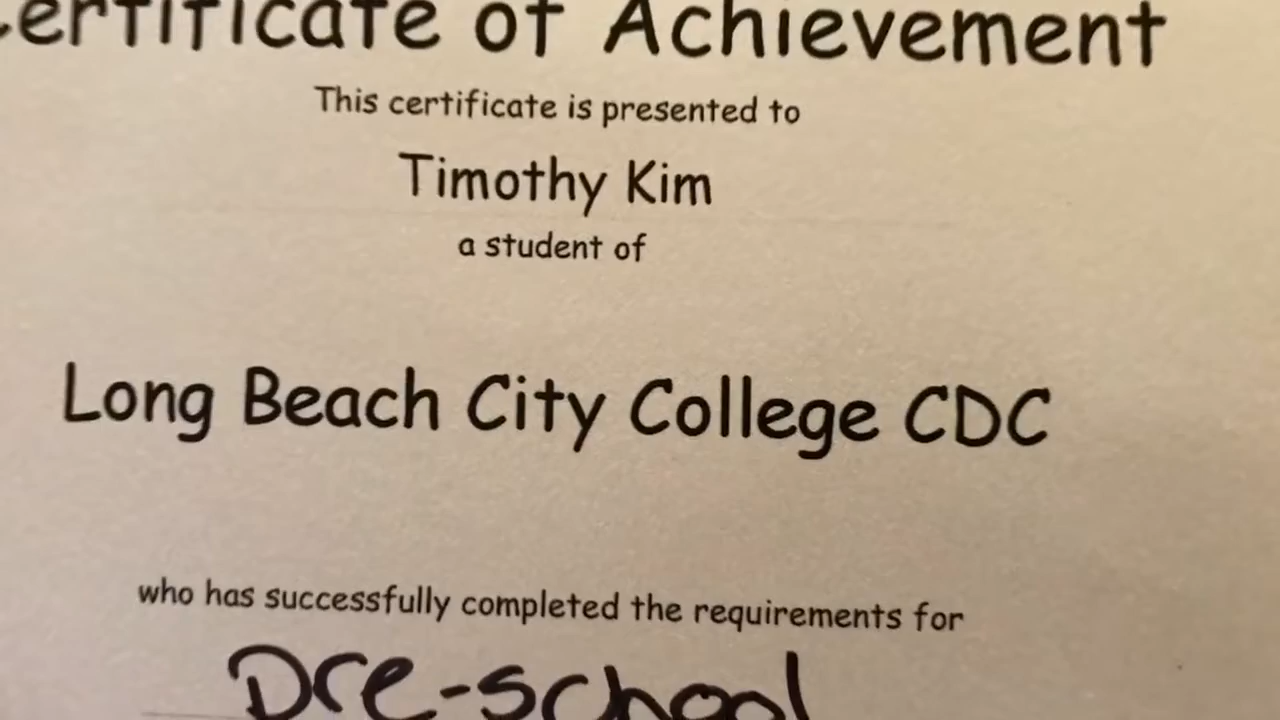 Certificate of Achievement
This certificate is presented to
Timothy Kim
a student of
Long Beach City College CDC
who has successfully completed the requirements for
Pre-school